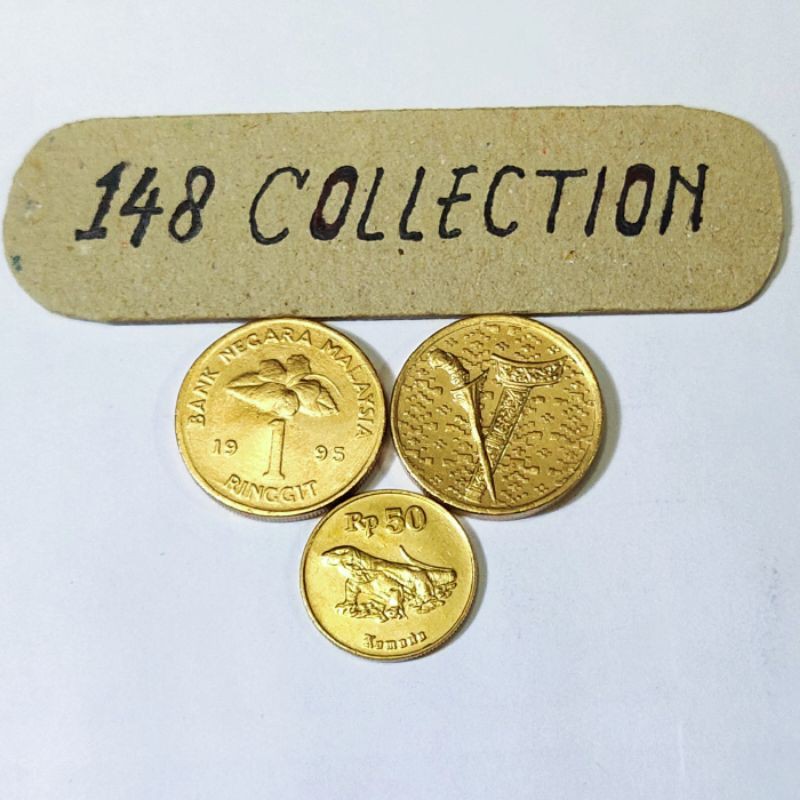 148 COLLECTION
BANK NEGARA MALAYSIA
19 95
1
RINGGIT
Rp 50
Komodo